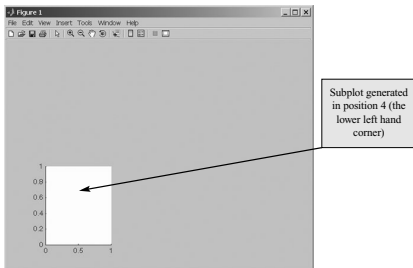 Figure 1
File Edit View Insert Tools Window Help
1
0.8
0.6
0.4
0.2
0
0 0.5 1
Subplot generated
in position 4 (the
lower left hand
corner)